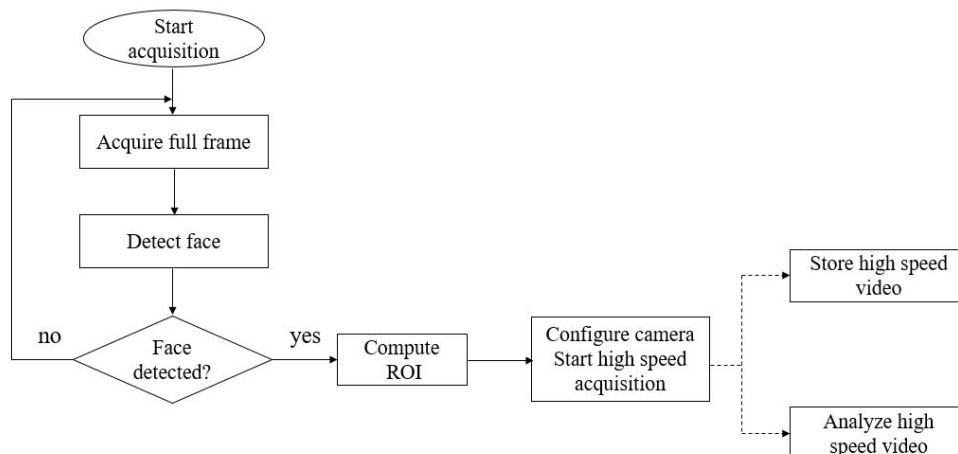 Start
acquisition
Acquire full frame
Detect face
Face
detected?
no
yes
Compute
ROI
Configure camera
Start high speed
acquisition
Store high speed
video
Analyze high
speed video